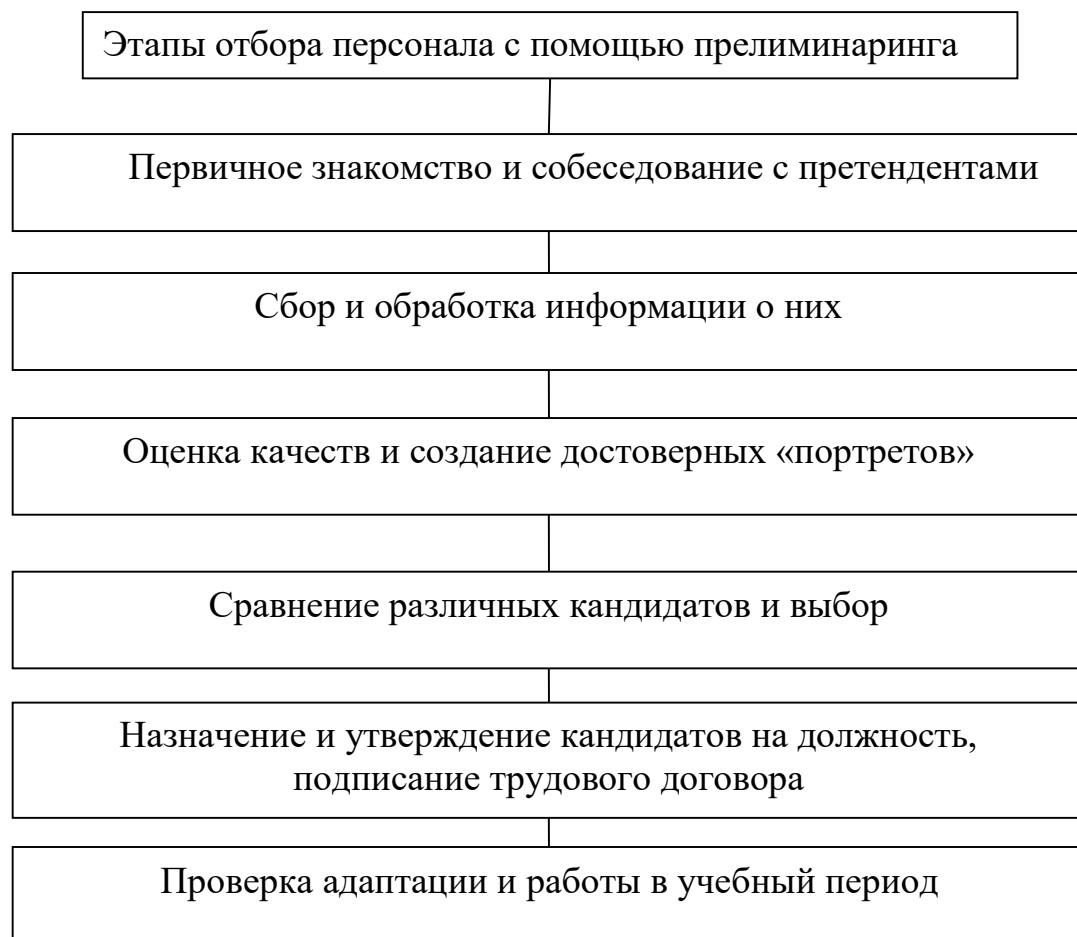 Этапы отбора персонала с помощью прелиминаринга
Первичное знакомство и собеседование с претендентами
Сбор и обработка информации о них
Оценка качеств и создание достоверных «портретов»
Сравнение различных кандидатов и выбор
Назначение и утверждение кандидатов на должность,
подписание трудового договора
Проверка адаптации и работы в учебный период